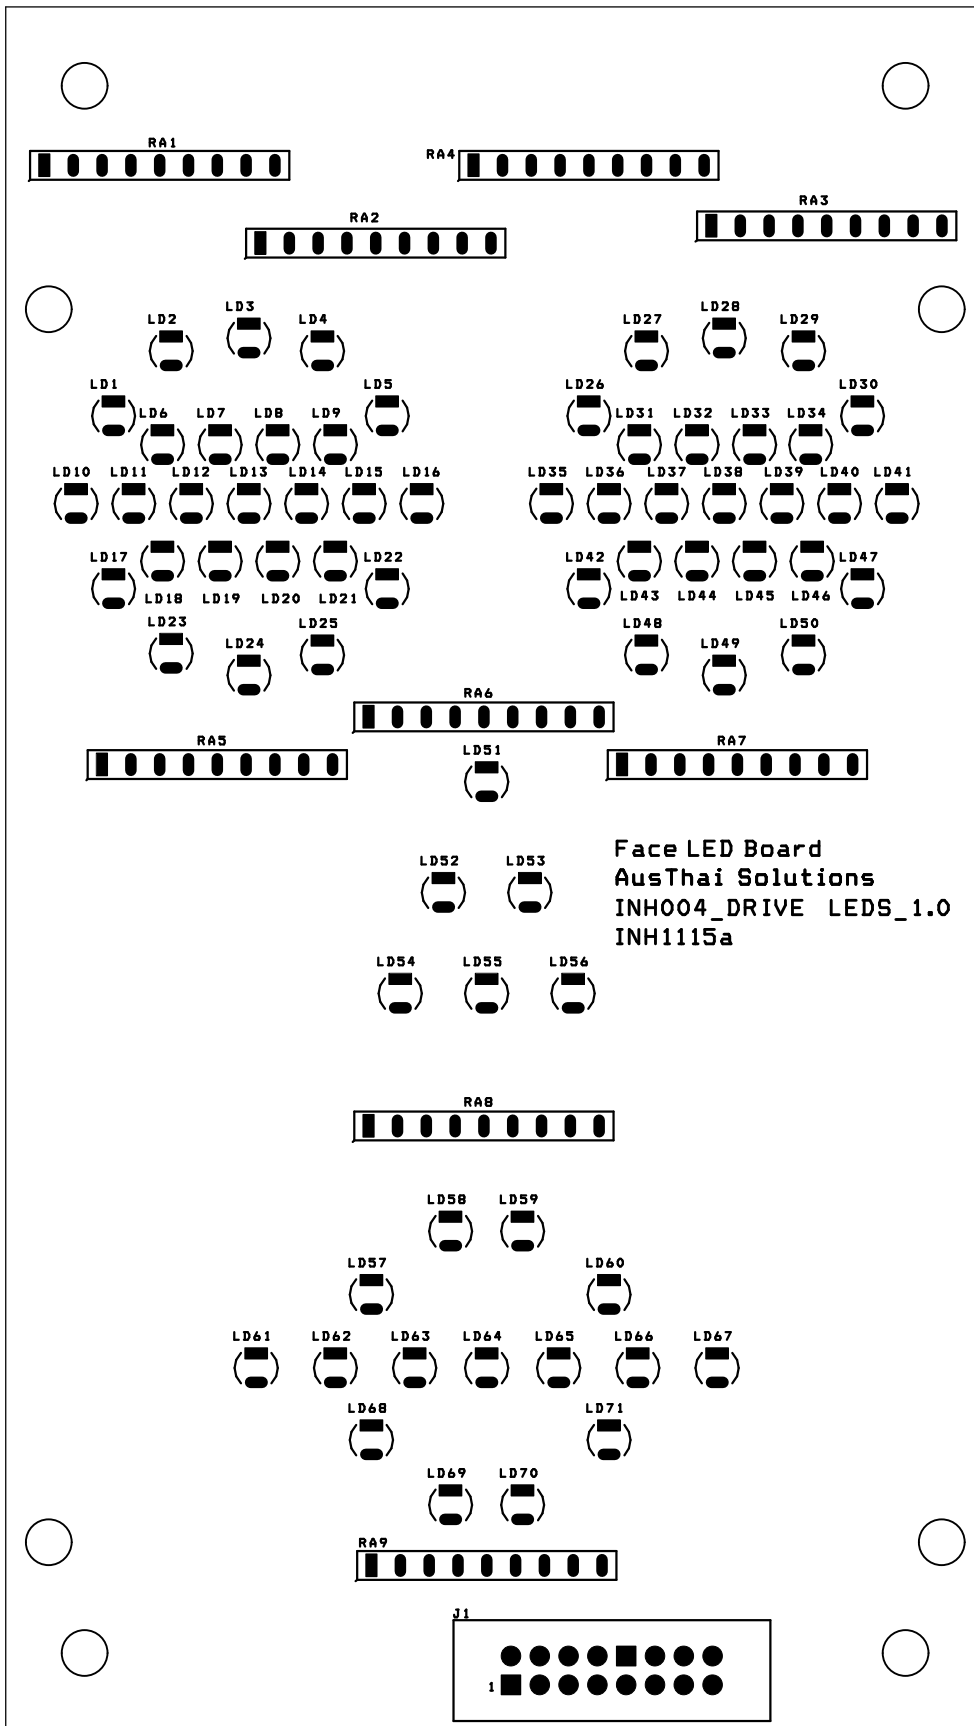 RA1
RA4
RA3
RA2
LD2 LD3 LD4 LD27 LD28 LD29
LD1 LD5 LD26 LD30
LD6 LD7 LD8 LD9 LD31 LD32 LD33 LD34
LD10 LD11 LD12 LD13 LD14 LD15 LD16 LD35 LD36 LD37 LD38 LD39 LD40 LD41
LD17 LD22 LD42 LD47
LD18 LD19 LD20 LD21 LD43 LD44 LD45 LD46
LD23 LD24 LD25 LD48 LD49 LD50
RA6
RA5 RA7
LD51
Face LED Board
AusThai Solutions
INH004_DRIVE LEDS_1.0
INH1115a
LD52 LD53
LD54 LD55 LD56
RA8
LD58 LD59
LD57 LD60
LD61 LD62 LD63 LD64 LD65 LD66 LD67
LD68 LD71
LD69 LD70
RA9
J1
1